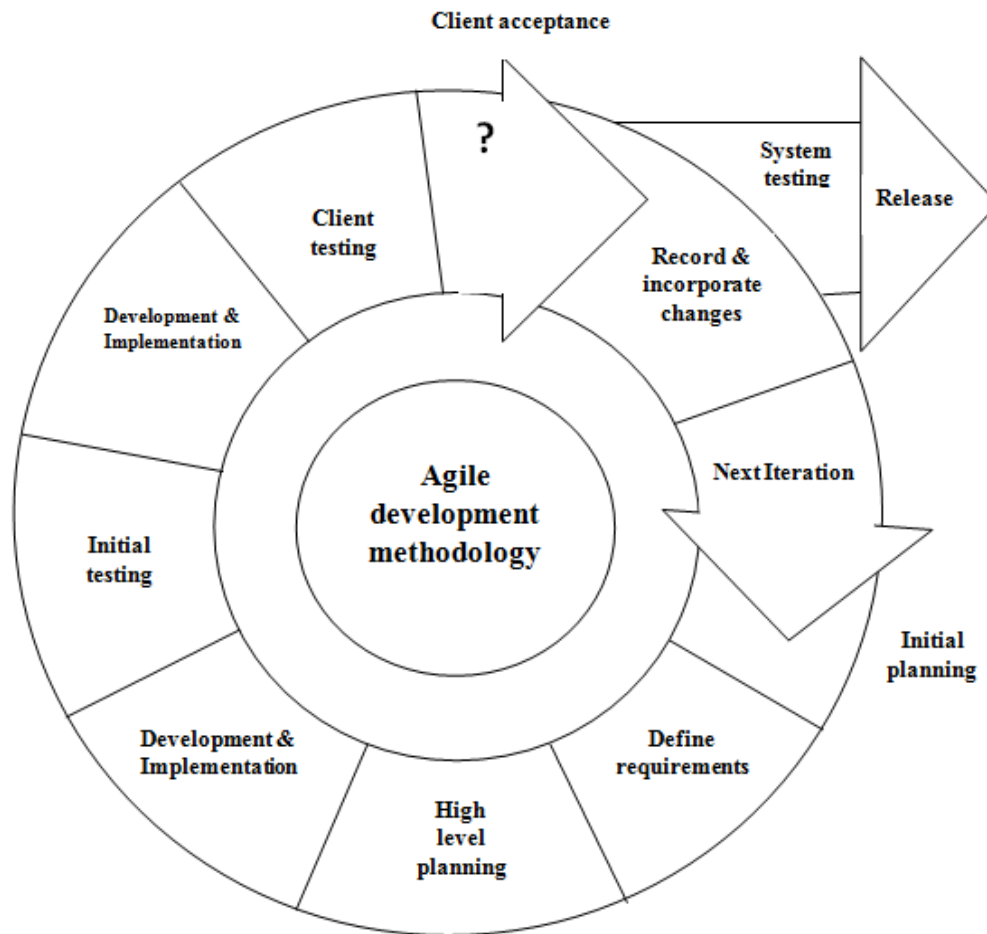 Client acceptance
?
System
testing
Release
Client
testing
Record &
incorporate
changes
Development &
Implementation
Next Iteration
Agile
development
methodology
Initial
testing
Initial
planning
Development &
Implementation
Define
requirements
High
level
planning